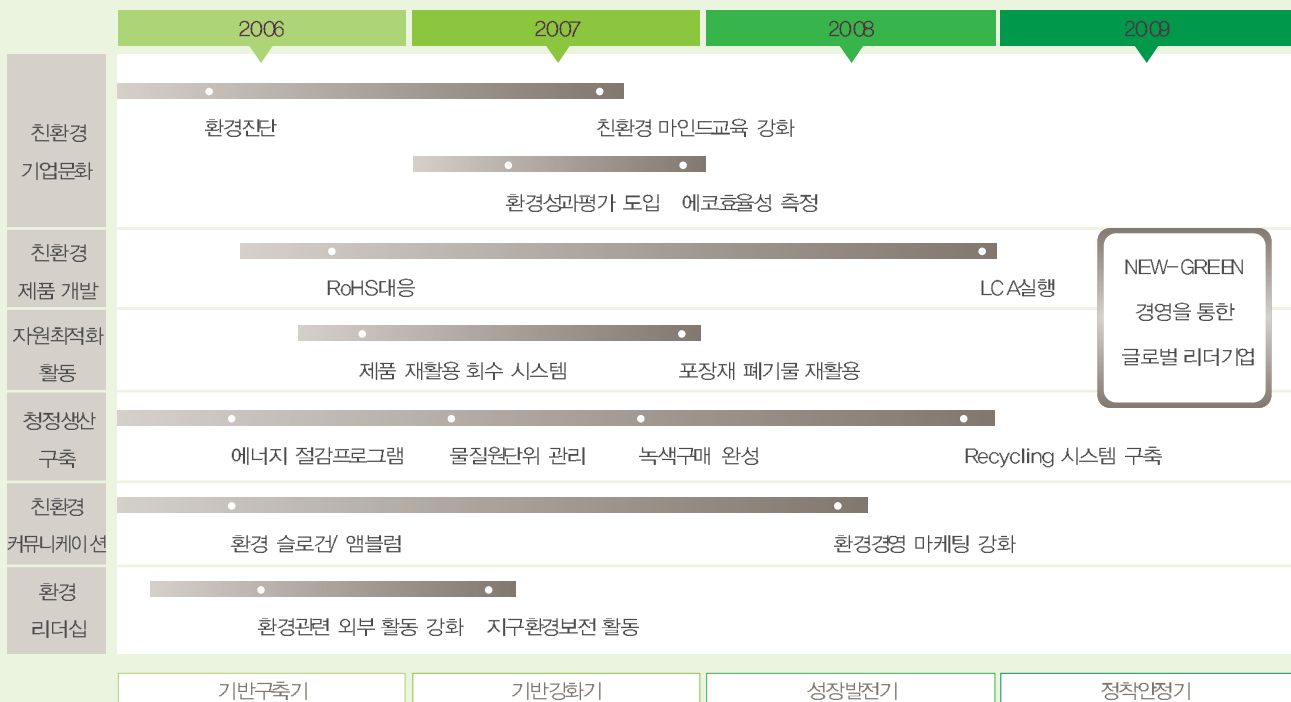 2006 2007 2008 2009
친환경
기업문화
환경진단 친환경 마인드교육 강화
환경성과평가 도입 에코효율성 측정
친환경
제품 개발
RoHS대응 LCA실행
자원최적화
활동
제품 재활용 회수 시스템 포장재 폐기물 재활용
NEW-GREEN
경영을 통한
글로벌 리더기업
청정생산
구축
에너지 절감프로그램 물질원단위 관리 녹색구매 완성 Recycling 시스템 구축
친환경
커뮤니케이션
환경 슬로건/ 앰블럼 환경경영 마케팅 강화
환경
리더십
환경관련 외부 활동 강화 지구환경보전 활동
기반구축기 기반강화기 성장발전기 정착안정기